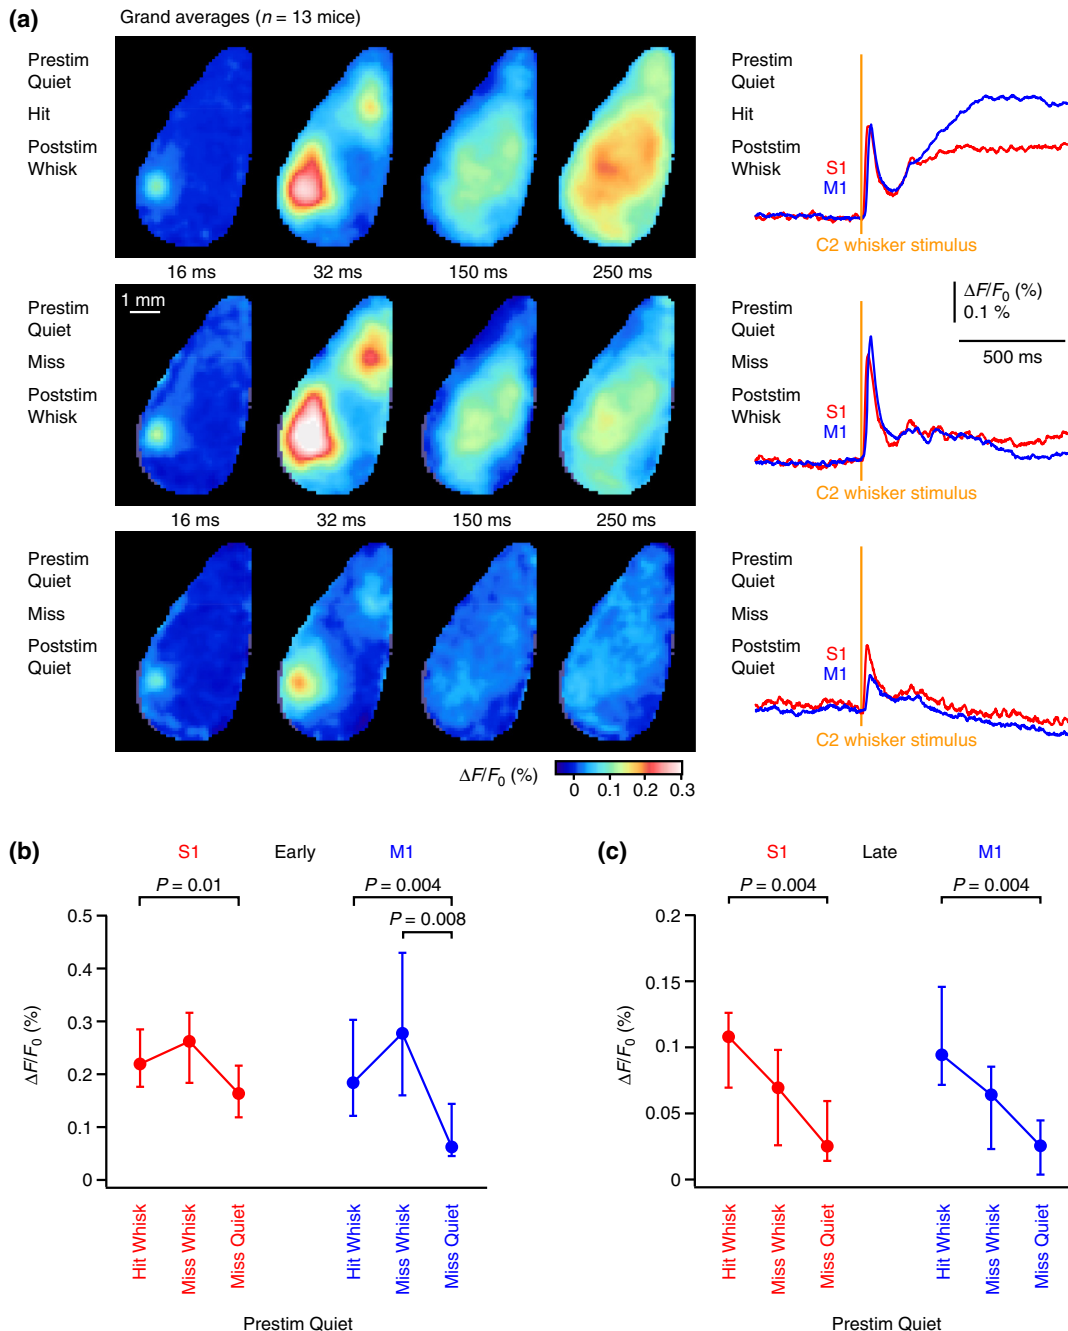 (a)
Grand averages (n = 13 mice)
Prestim
Quiet
Hit
Poststim
Whisk
16 ms
32 ms
150 ms
250 ms
Prestim
Quiet
Hit
Poststim
Whisk
S1
M1
C2 whisker stimulus
1 mm
Prestim
Quiet
Miss
Poststim
Whisk
16 ms
32 ms
150 ms
250 ms
ΔF/F0 (%)
0.1 %
500 ms
Prestim
Quiet
Miss
Poststim
Whisk
S1
M1
C2 whisker stimulus
Prestim
Quiet
Miss
Poststim
Quiet
ΔF/F0 (%)
0 0.1 0.2 0.3
Prestim
Quiet
Miss
Poststim
Quiet
S1
M1
C2 whisker stimulus
(b)
S1 Early M1
P = 0.01
P = 0.004
P = 0.008
0.5
0.4
0.3
0.2
0.1
0
ΔF/F0 (%)
Hit Whisk
Miss Whisk
Miss Quiet
Hit Whisk
Miss Whisk
Miss Quiet
Prestim Quiet
(c)
S1 Late M1
P = 0.004
P = 0.004
0.2
0.15
0.1
0.05
0
ΔF/F0 (%)
Hit Whisk
Miss Whisk
Miss Quiet
Hit Whisk
Miss Whisk
Miss Quiet
Prestim Quiet